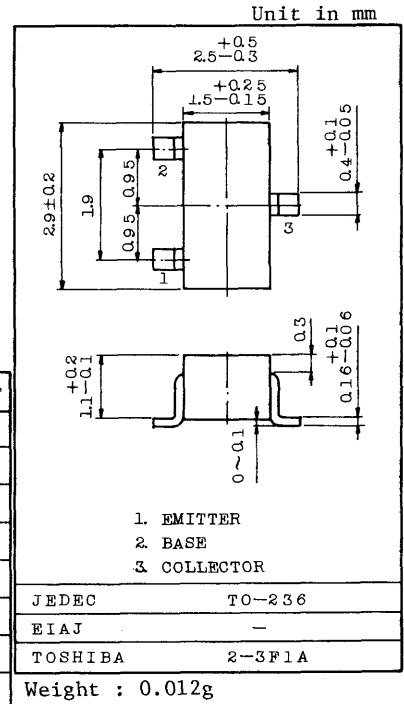 Unit in mm
+0.5
2.5-0.3
+0.25
1.5-0.15
2
2.9±0.2
1.9
0.95
0.95
+0.1
0.4-0.05
3
1
+0.2
1.1-0.1
0.3
+0.1
0.16-0.06
0~0.1
1. EMITTER
2. BASE
3. COLLECTOR
JEDEC TO-236
EIAJ -
TOSHIBA 2-3F1A
Weight : 0.012g